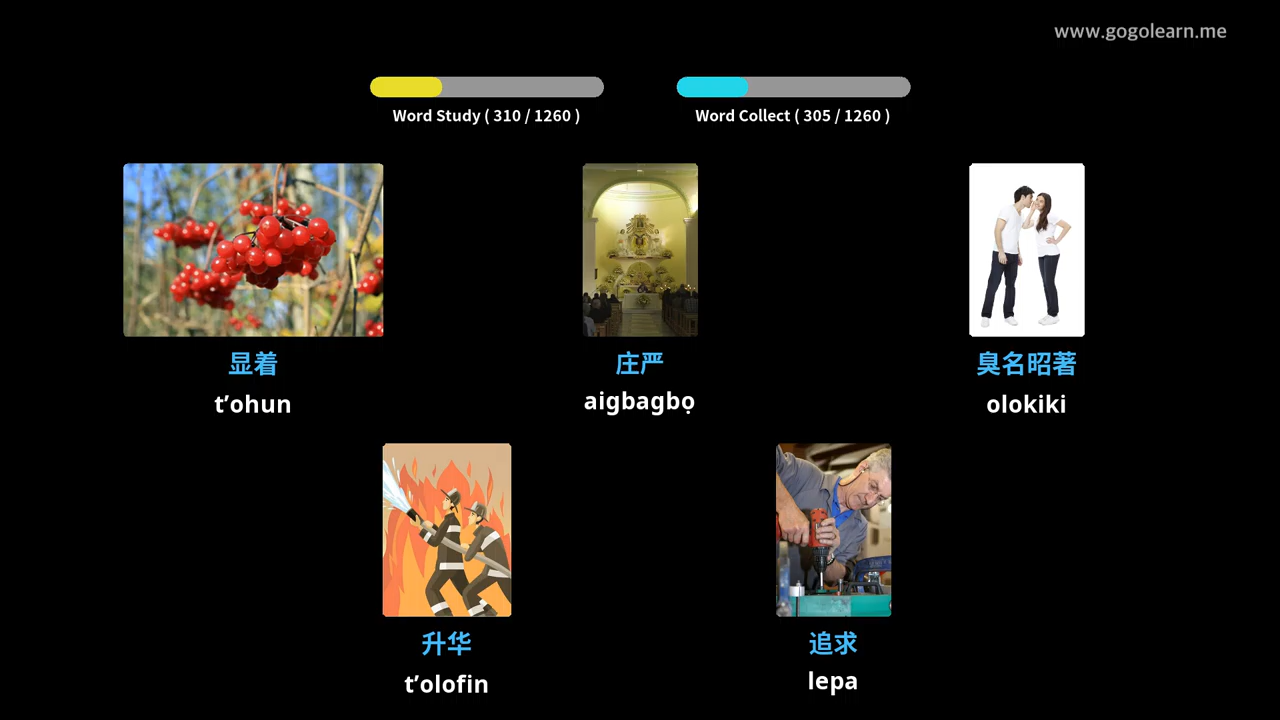 www.gogolearn.me
Word Study ( 310 / 1260 )
Word Collect ( 305 / 1260 )
显着
t’ohun
庄严
aigbagbọ
臭名昭著
olokiki
升华
t’olofin
追求
lepa